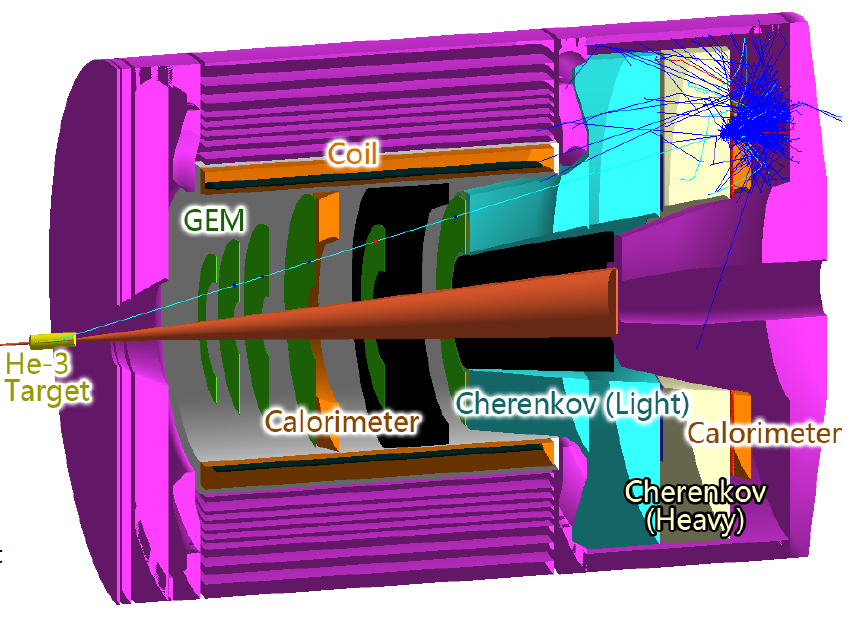 Coil
GEM
He-3
Target
Calorimeter
Cherenkov (Light)
Calorimeter
Cherenkov
(Heavy)
t